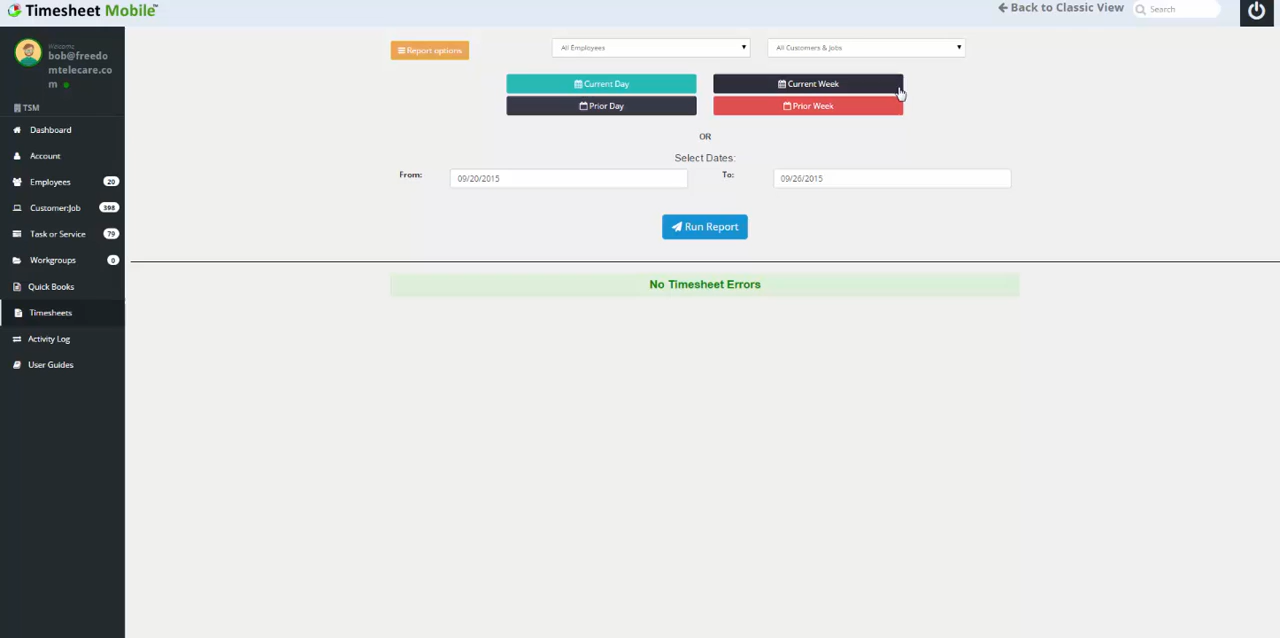 Timesheet Mobile™
Back to Classic View
Search
Welcome
bob@freedo
mtelecare.co
m
TSM
Dashboard
Account
Employees 20
Customer:Job 398
Task or Service 79
Workgroups 0
Quick Books
Timesheets
Activity Log
User Guides
Report options
All Employees
All Customers & Jobs
Current Day
Current Week
Prior Day
Prior Week
OR
Select Dates:
From: 09/20/2015
To: 09/26/2015
Run Report
No Timesheet Errors